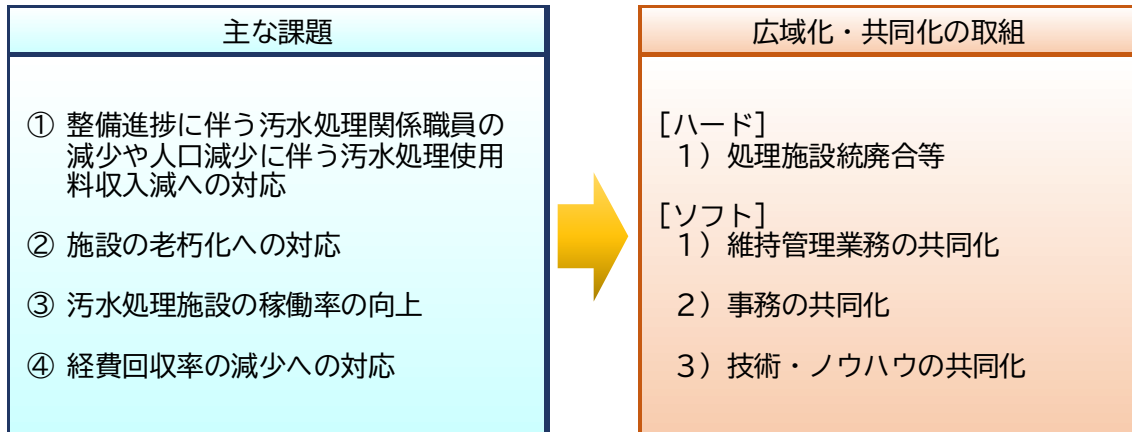 主な課題
① 整備進捗に伴う汚水処理関係職員の
減少や人口減少に伴う汚水処理使用
料収入減への対応
② 施設の老朽化への対応
③ 汚水処理施設の稼働率の向上
④ 経費回収率の減少への対応
広域化・共同化の取組
[ハード]
１）処理施設統廃合等
[ソフト]
１）維持管理業務の共同化
２）事務の共同化
３）技術・ノウハウの共同化